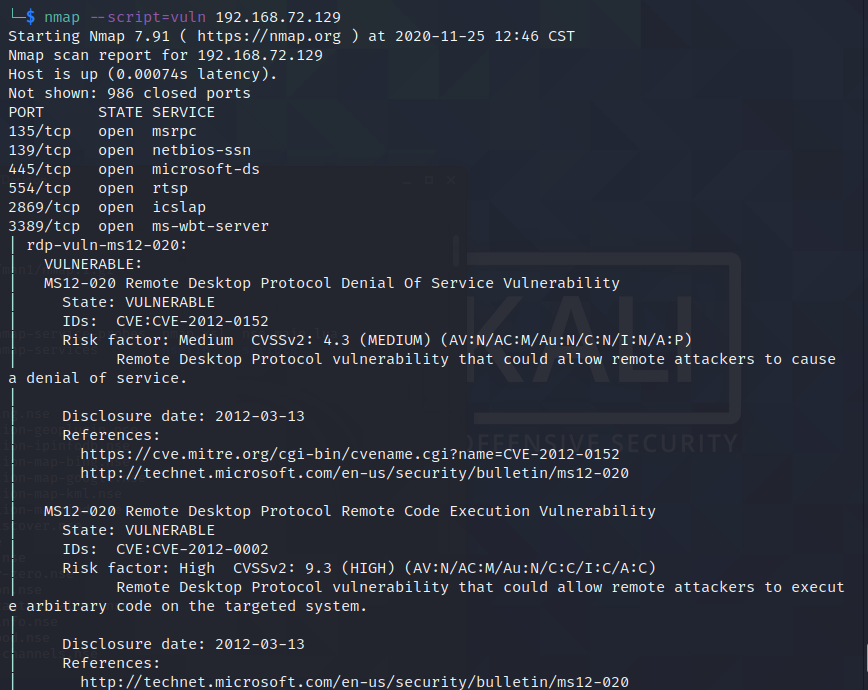 └─$ nmap --script=vuln 192.168.72.129
Starting Nmap 7.91 ( https://nmap.org ) at 2020-11-25 12:46 CST
Nmap scan report for 192.168.72.129
Host is up (0.00074s latency).
Not shown: 986 closed ports
PORT     STATE SERVICE
135/tcp  open  msrpc
139/tcp  open  netbios-ssn
445/tcp  open  microsoft-ds
554/tcp  open  rtsp
2869/tcp open  icslap
3389/tcp open  ms-wbt-server
| rdp-vuln-ms12-020:
|   VULNERABLE:
|   MS12-020 Remote Desktop Protocol Denial Of Service Vulnerability
|     State: VULNERABLE
|     IDs:  CVE:CVE-2012-0152
|     Risk factor: Medium  CVSSv2: 4.3 (MEDIUM) (AV:N/AC:M/Au:N/C:N/I:N/A:P)
|           Remote Desktop Protocol vulnerability that could allow remote attackers to cause
a denial of service.
|
|     Disclosure date: 2012-03-13
|     References:
|       https://cve.mitre.org/cgi-bin/cvename.cgi?name=CVE-2012-0152
|       http://technet.microsoft.com/en-us/security/bulletin/ms12-020
|
|   MS12-020 Remote Desktop Protocol Remote Code Execution Vulnerability
|     State: VULNERABLE
|     IDs:  CVE:CVE-2012-0002
|     Risk factor: High  CVSSv2: 9.3 (HIGH) (AV:N/AC:M/Au:N/C:C/I:C/A:C)
|           Remote Desktop Protocol vulnerability that could allow remote attackers to execut
e arbitrary code on the targeted system.
|
|     Disclosure date: 2012-03-13
|     References:
|       http://technet.microsoft.com/en-us/security/bulletin/ms12-020
KALI
OFFENSIVE SECURITY